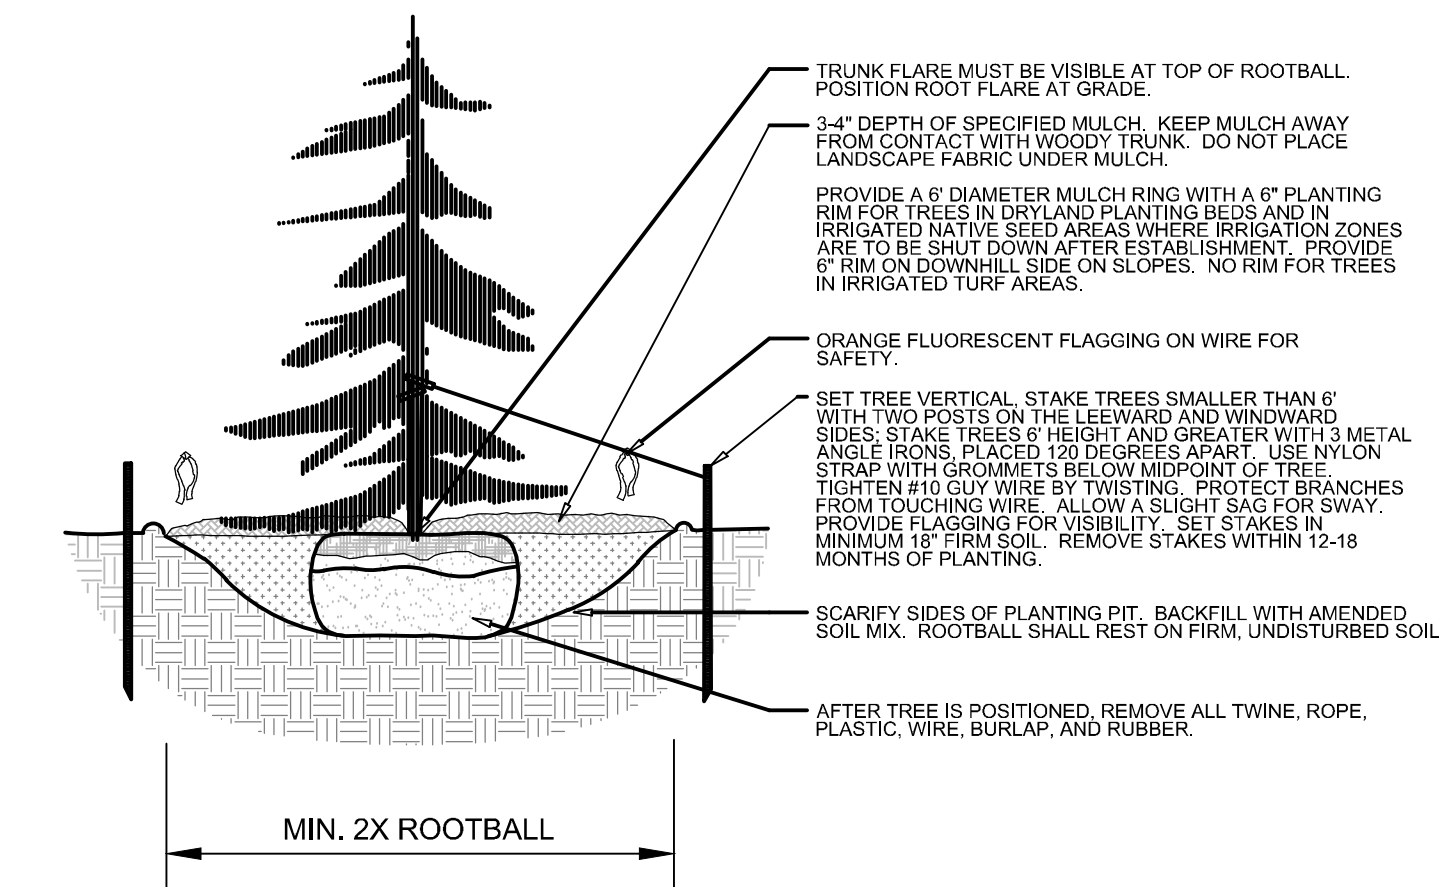 TRUNK FLARE MUST BE VISIBLE AT TOP OF ROOTBALL.
POSITION ROOT FLARE AT GRADE.
3-4" DEPTH OF SPECIFIED MULCH. KEEP MULCH AWAY
FROM CONTACT WITH WOODY TRUNK. DO NOT PLACE
LANDSCAPE FABRIC UNDER MULCH.
PROVIDE A 6' DIAMETER MULCH RING WITH A 6" PLANTING
RIM FOR TREES IN DRYLAND PLANTING BEDS AND IN
IRRIGATED NATIVE SEED AREAS WHERE IRRIGATION ZONES
ARE TO BE SHUT DOWN AFTER ESTABLISHMENT. PROVIDE
6" RIM ON DOWNHILL SIDE ON SLOPES. NO RIM FOR TREES
IN IRRIGATED TURF AREAS.
ORANGE FLUORESCENT FLAGGING ON WIRE FOR
SAFETY.
SET TREE VERTICAL, STAKE TREES SMALLER THAN 6'
WITH TWO POSTS ON THE LEEWARD AND WINDWARD
SIDES; STAKE TREES 6' HEIGHT AND GREATER WITH 3 METAL
ANGLE IRONS, PLACED 120 DEGREES APART. USE NYLON
STRAP WITH GROMMETS BELOW MIDPOINT OF TREE.
TIGHTEN #10 GUY WIRE BY TWISTING. PROTECT BRANCHES
FROM TOUCHING WIRE. ALLOW A SLIGHT SAG FOR SWAY.
PROVIDE FLAGGING FOR VISIBILITY. SET STAKES IN
MINIMUM 18" FIRM SOIL. REMOVE STAKES WITHIN 12-18
MONTHS OF PLANTING.
SCARIFY SIDES OF PLANTING PIT. BACKFILL WITH AMENDED
SOIL MIX. ROOTBALL SHALL REST ON FIRM, UNDISTURBED SOIL
AFTER TREE IS POSITIONED, REMOVE ALL TWINE, ROPE,
PLASTIC, WIRE, BURLAP, AND RUBBER.
MIN. 2X ROOTBALL